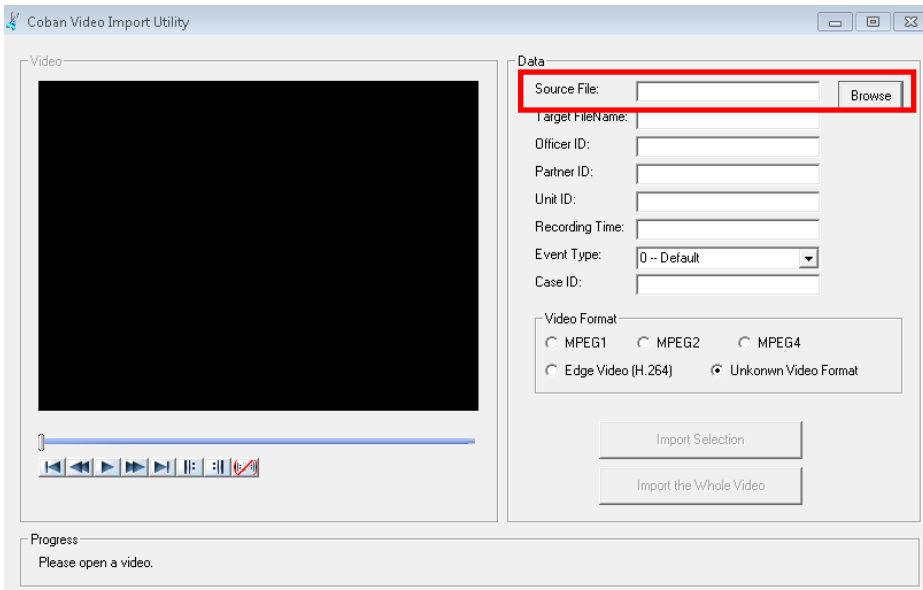 Coban Video Import Utility
Video
Data
Source File:
Browse
Target FileName:
Officer ID:
Partner ID:
Unit ID:
Recording Time:
Event Type:
0 -- Default
Case ID:
Video Format
MPEG1 MPEG2 MPEG4
Edge Video (H.264) Unkonwn Video Format
Import Selection
Import the Whole Video
Progress
Please open a video.